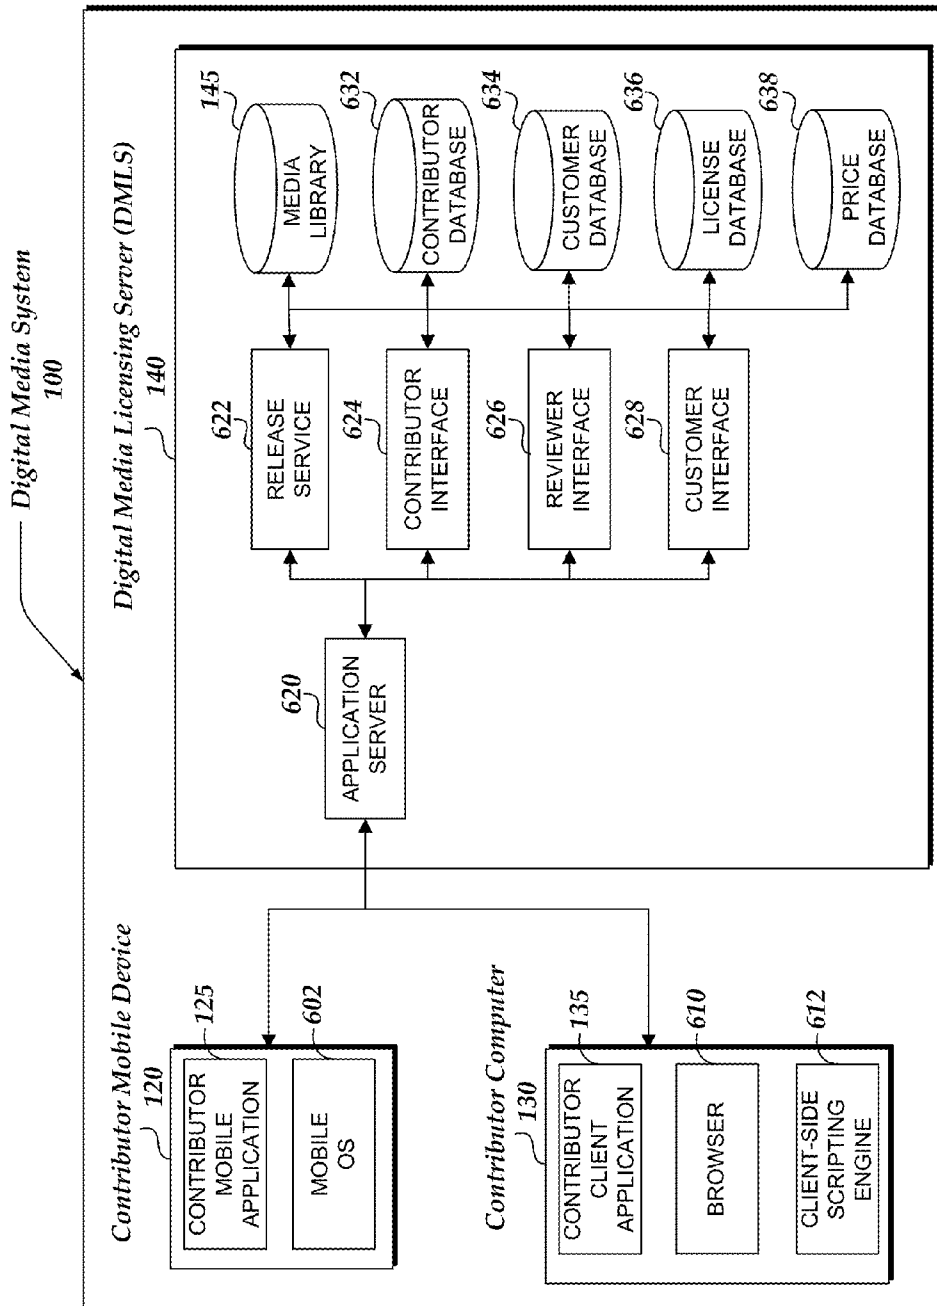 Digital Media System
100
Contributor Mobile Device
120
CONTRIBUTOR
MOBILE
APPLICATION
125
MOBILE
OS
602
Contributor Computer
130
CONTRIBUTOR
CLIENT
APPLICATION
135
BROWSER
610
CLIENT-SIDE
SCRIPTING
ENGINE
612
Digital Media Licensing Server (DMLS)
140
APPLICATION
SERVER
620
RELEASE
SERVICE
622
CONTRIBUTOR
INTERFACE
624
REVIEWER
INTERFACE
626
CUSTOMER
INTERFACE
628
MEDIA
LIBRARY
145
CONTRIBUTOR
DATABASE
632
CUSTOMER
DATABASE
634
LICENSE
DATABASE
636
PRICE
DATABASE
638